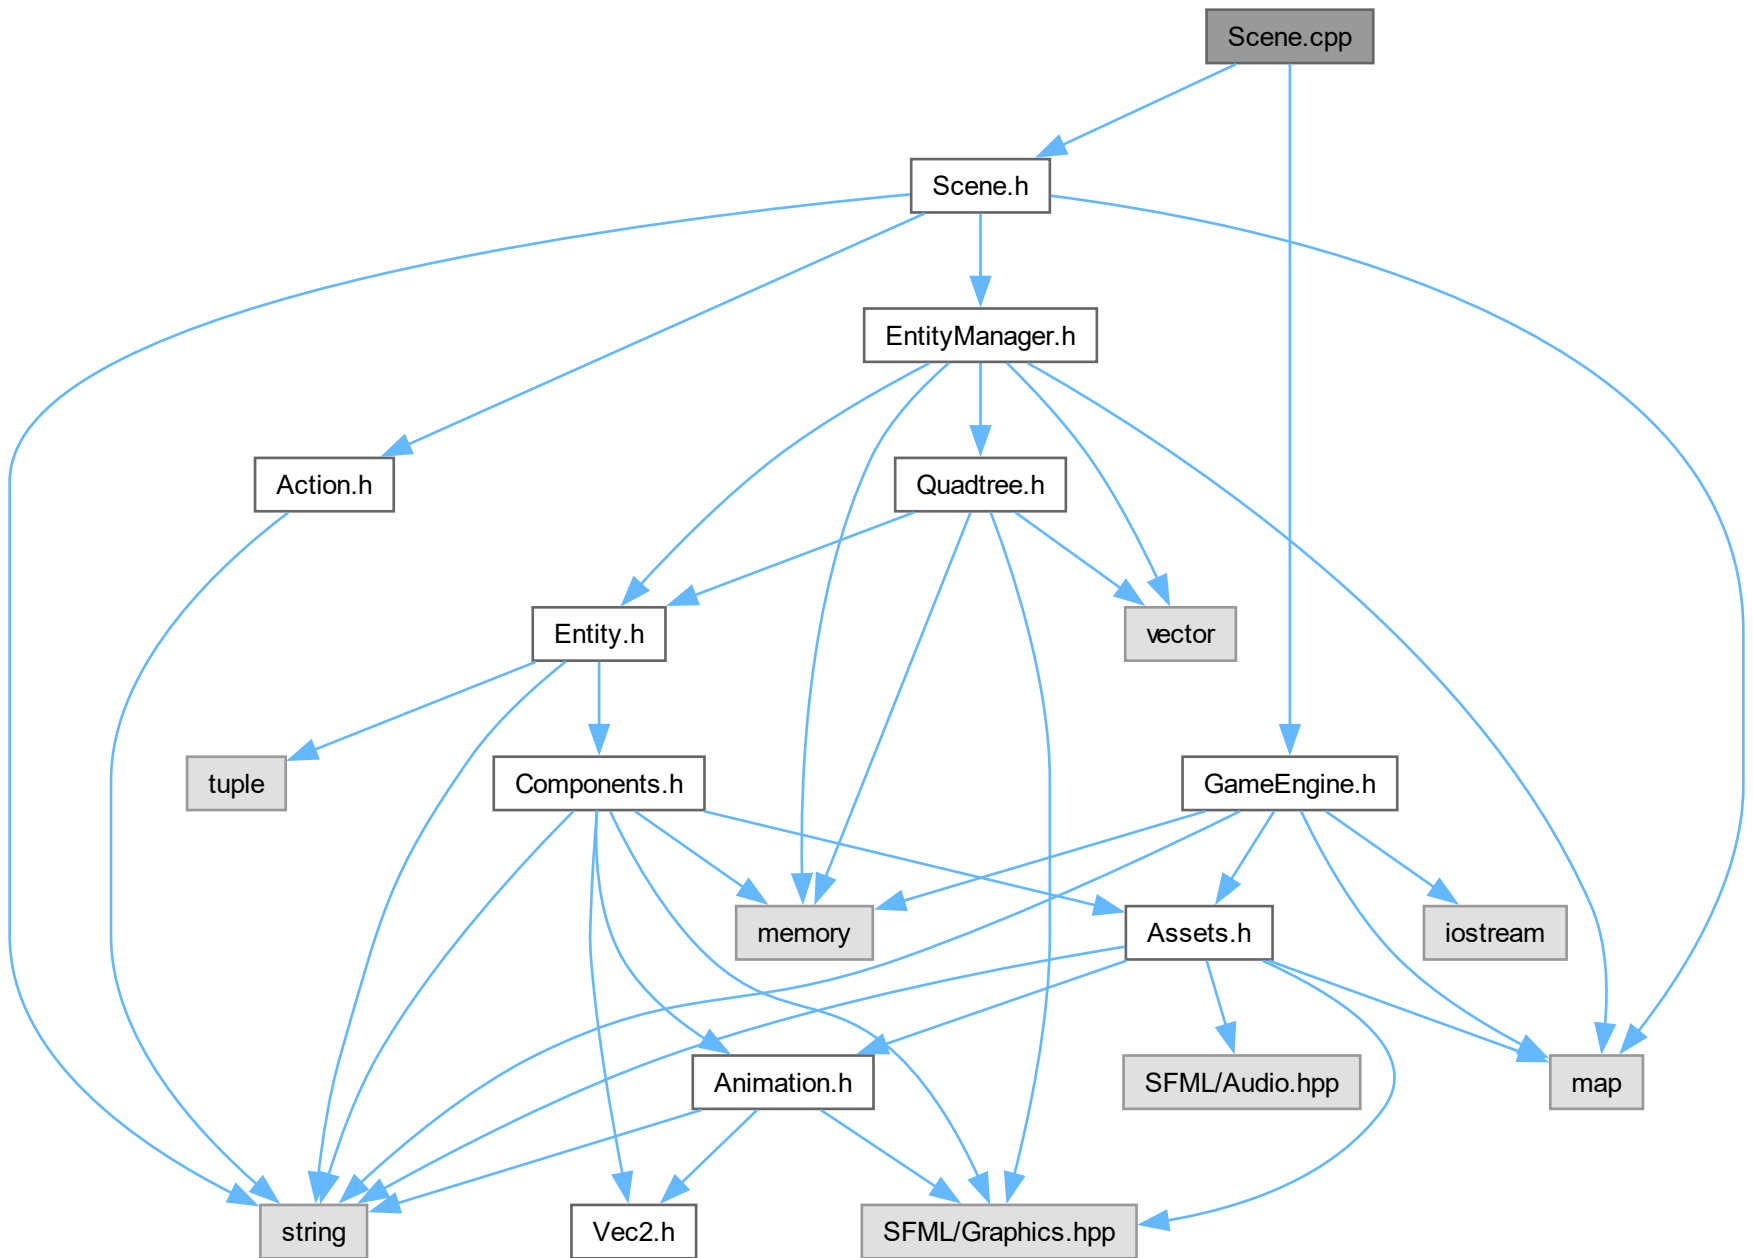 Scene.cpp
Scene.h
EntityManager.h
Action.h
Quadtree.h
Entity.h
vector
tuple
Components.h
GameEngine.h
memory
Assets.h
iostream
Animation.h
SFML/Audio.hpp
map
string
Vec2.h
SFML/Graphics.hpp